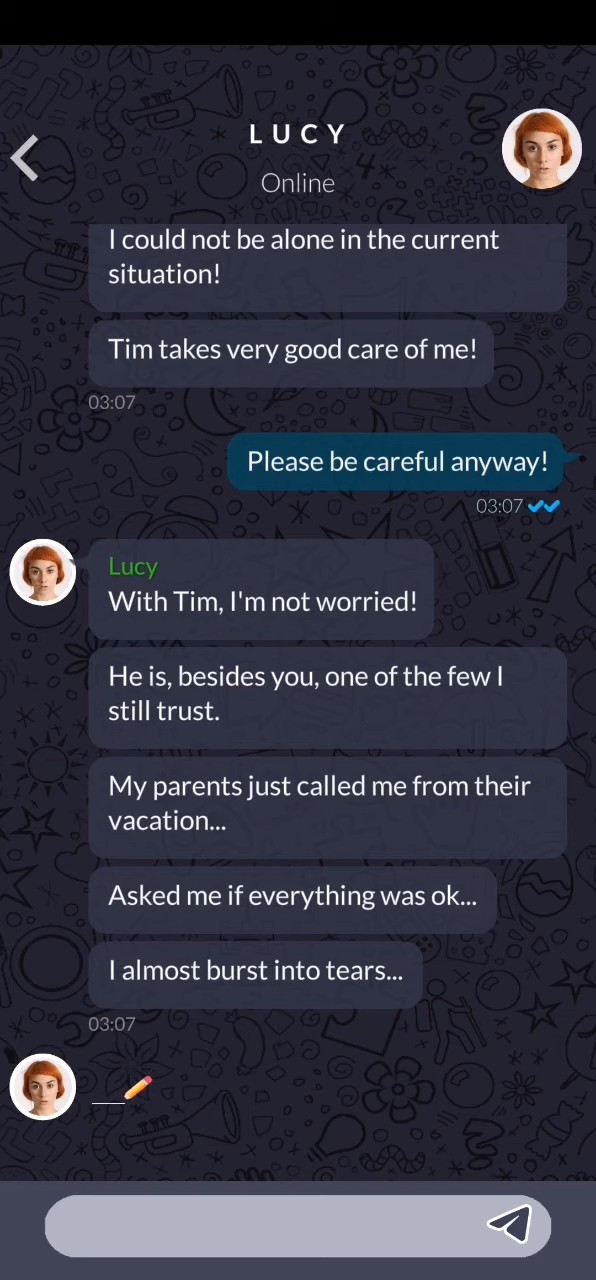 LUCY
Online
I could not be alone in the current
situation!
Tim takes very good care of me!
03:07
Please be careful anyway!
03:07
Lucy
With Tim, I'm not worried!
He is, besides you, one of the few I
still trust.
My parents just called me from their
vacation...
Asked me if everything was ok...
I almost burst into tears...
03:07